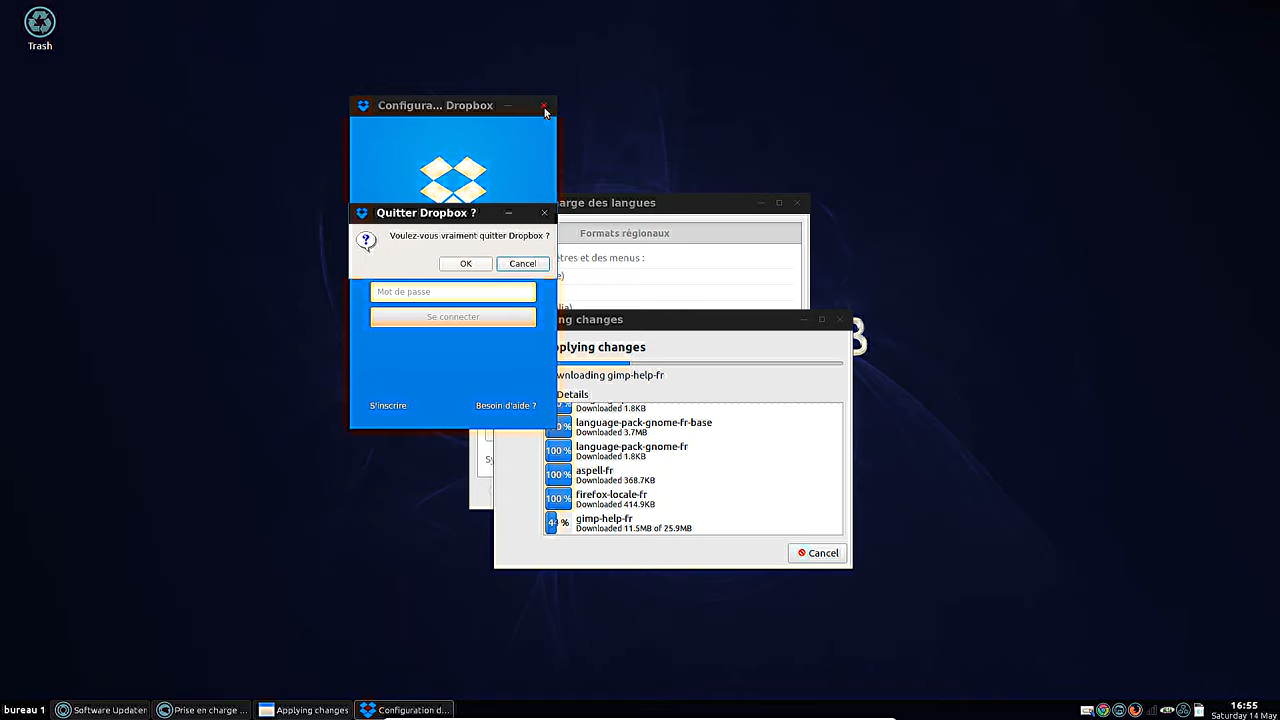 Trash
Configura... Dropbox
Quitter Dropbox ?
Voulez-vous vraiment quitter Dropbox ?
OK
Cancel
Mot de passe
Se connecter
S'inscrire
Besoin d'aide ?
arge des langues
Formats régionaux
tres et des menus :
ng changes
plying changes
wnloading gimp-help-fr
Details
Downloaded 1.8KB
language-pack-gnome-fr-base
Downloaded 3.7MB
100 %
language-pack-gnome-fr
Downloaded 1.8KB
100 %
aspell-fr
Downloaded 368.7KB
100 %
firefox-locale-fr
Downloaded 414.9KB
44 %
gimp-help-fr
Downloaded 11.5MB of 25.9MB
Cancel
bureau 1
Software Updater
Prise en charge ...
Applying changes
Configuration d...
16:55
Saturday 14 May